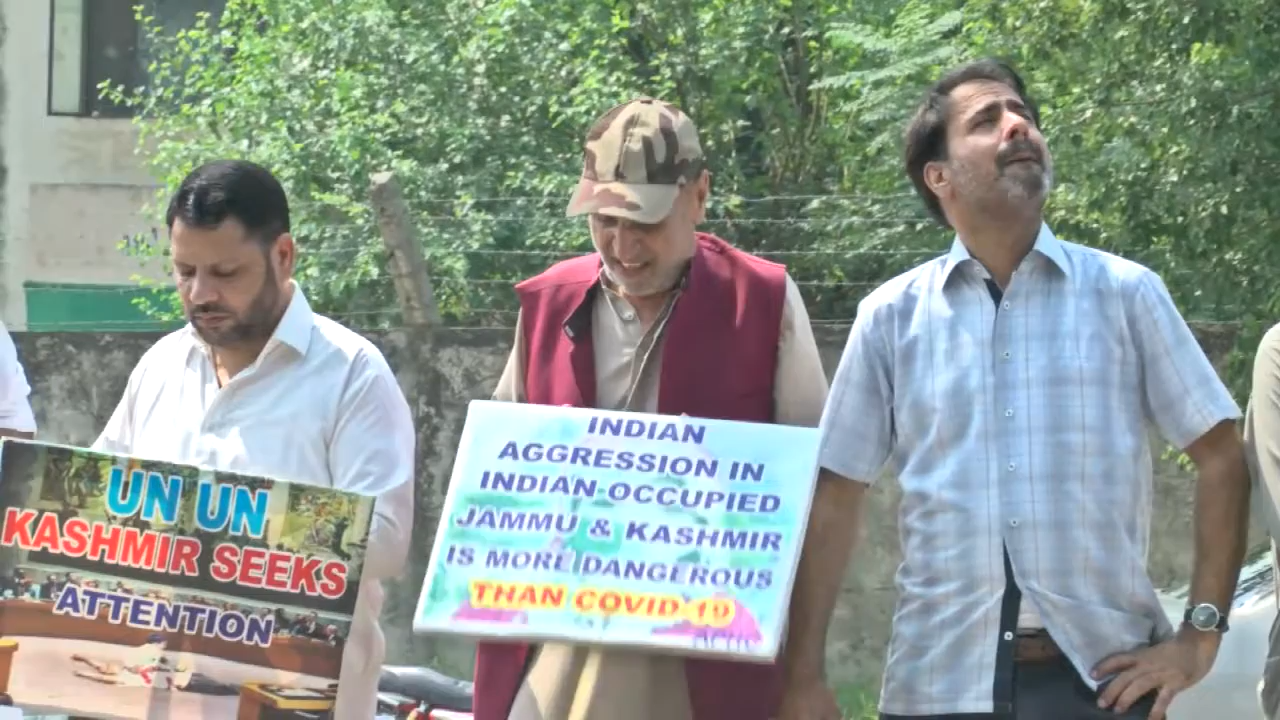 UN UN
KASHMIR SEEKS
ATTENTION
INDIAN
AGGRESSION IN
INDIAN-OCCUPIED
JAMMU & KASHMIR
IS MORE DANGEROUS
THAN COVID-19